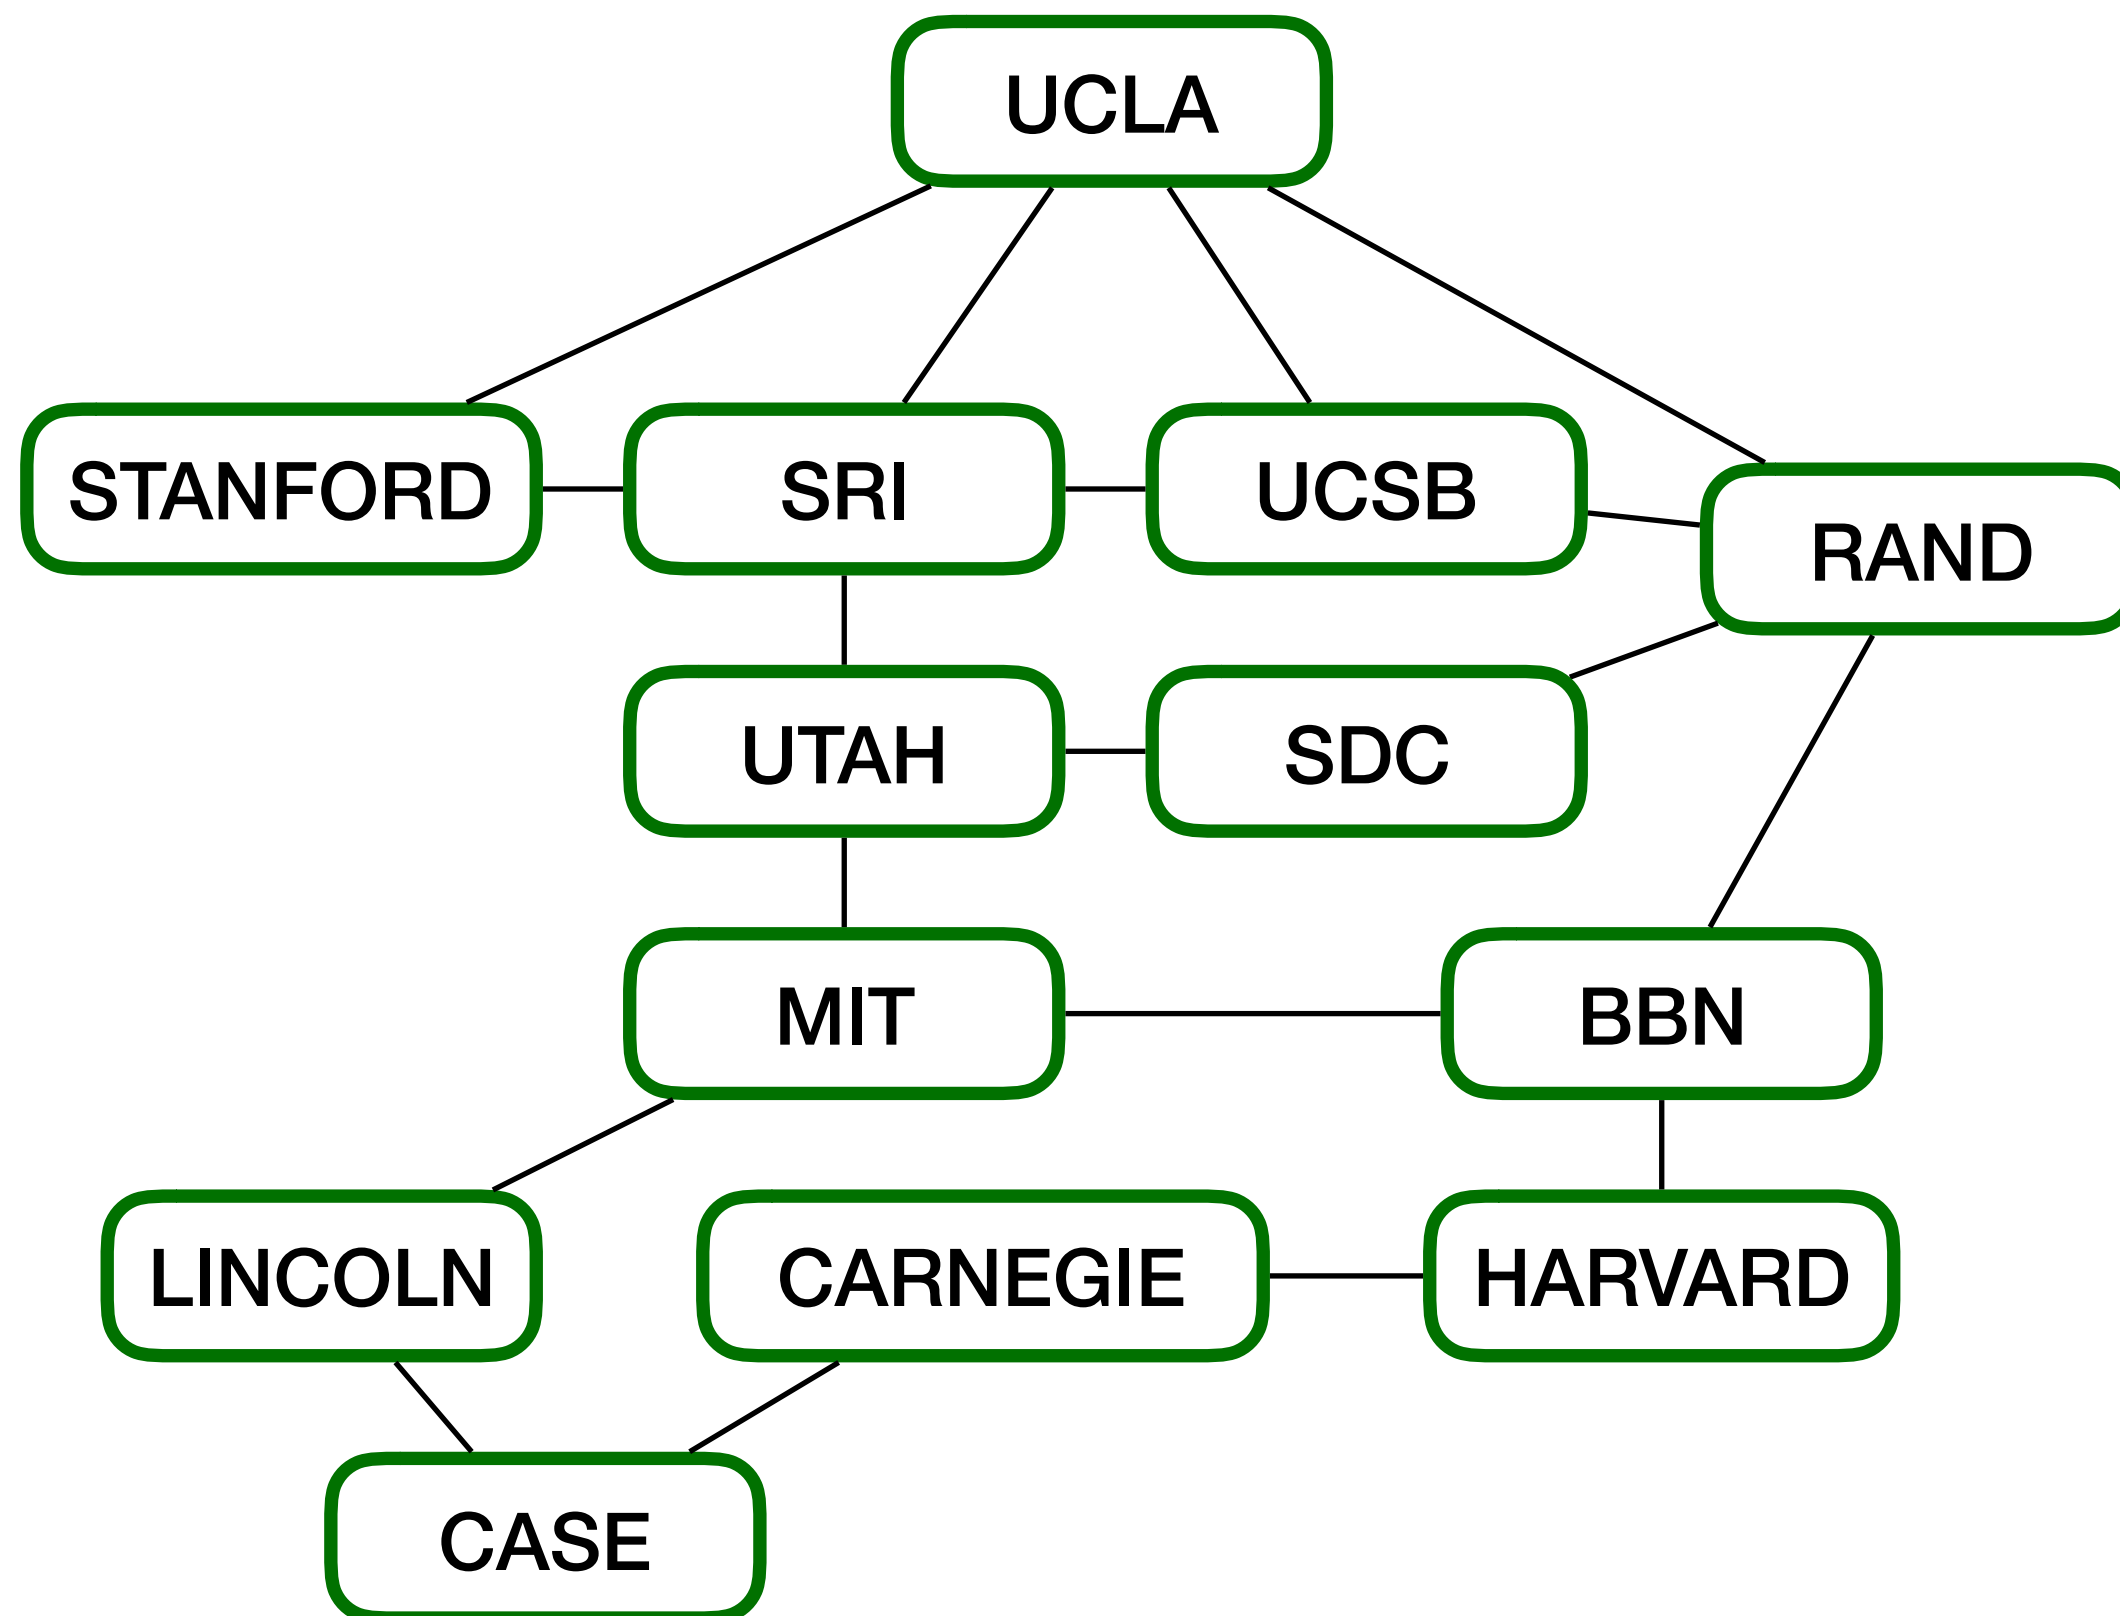 UCLA
STANFORD
SRI
UCSB
RAND
UTAH
SDC
MIT
BBN
LINCOLN
CARNEGIE
HARVARD
CASE